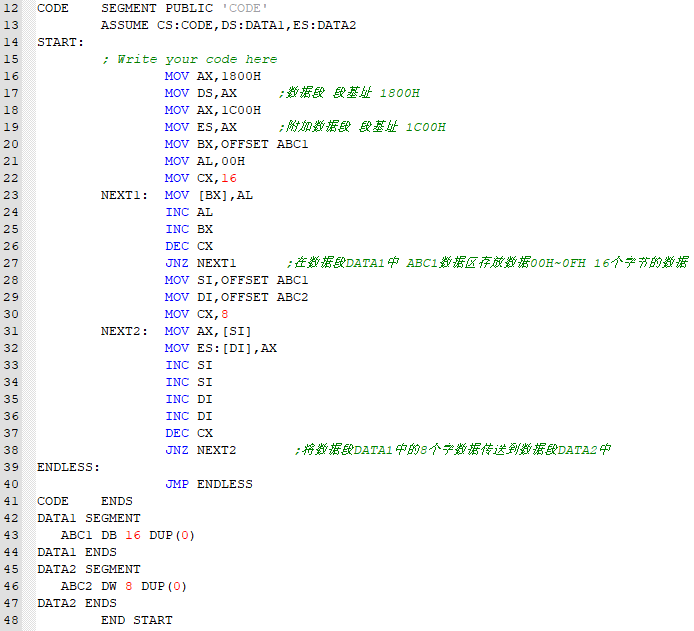 12 CODE    SEGMENT PUBLIC 'CODE'
13         ASSUME CS:CODE,DS:DATA1,ES:DATA2
14 START:
15         ; Write your code here
16                 MOV AX,1800H
17                 MOV DS,AX     ;数据段 段基址 1800H
18                 MOV AX,1C00H
19                 MOV ES,AX     ;附加数据段 段基址 1C00H
20                 MOV BX,OFFSET ABC1
21                 MOV AL,00H
22                 MOV CX,16
23         NEXT1:  MOV [BX],AL
24                 INC AL
25                 INC BX
26                 DEC CX
27                 JNZ NEXT1      ;在数据段DATA1中 ABC1数据区存放数据00H~0FH 16个字节的数据
28                 MOV SI,OFFSET ABC1
29                 MOV DI,OFFSET ABC2
30                 MOV CX,8
31         NEXT2:  MOV AX,[SI]
32                 MOV ES:[DI],AX
33                 INC SI
34                 INC SI
35                 INC DI
36                 INC DI
37                 DEC CX
38                 JNZ NEXT2       ;将数据段DATA1中的8个字数据传送到数据段DATA2中
39 ENDLESS:
40                 JMP ENDLESS
41 CODE    ENDS
42 DATA1 SEGMENT
43    ABC1 DB 16 DUP(0)
44 DATA1 ENDS
45 DATA2 SEGMENT
46    ABC2 DW 8 DUP(0)
47 DATA2 ENDS
48         END START